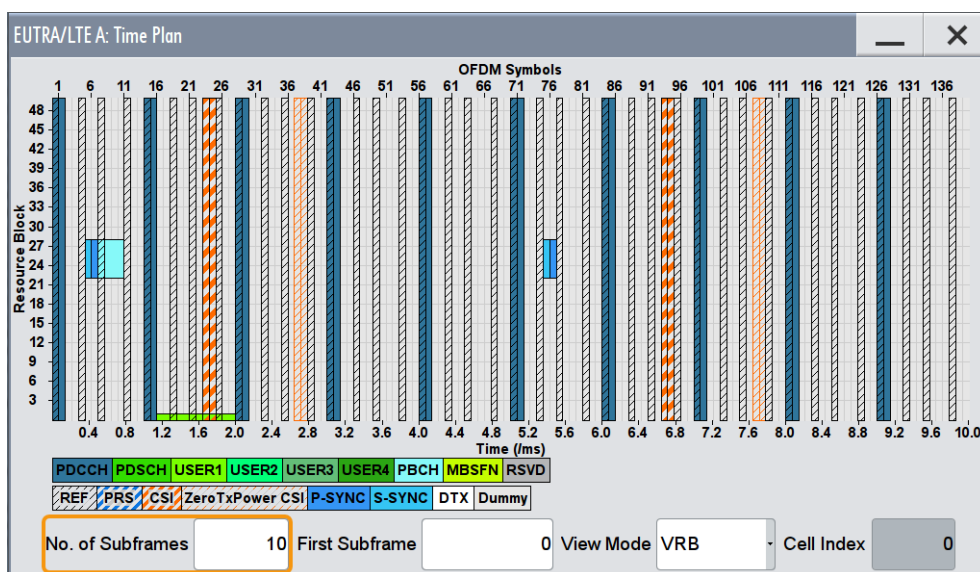 EUTRA/LTE A: Time Plan
OFDM Symbols
1 6 11 16 21 26 31 36 41 46 51 56 61 66 71 76 81 86 91 96 101 106 111 116 121 126 131 136
Resource Block
48
45
42
39
36
33
30
27
24
21
18
15
12
9
6
3
0.4 0.8 1.2 1.6 2.0 2.4 2.8 3.2 3.6 4.0 4.4 4.8 5.2 5.6 6.0 6.4 6.8 7.2 7.6 8.0 8.4 8.8 9.2 9.6 10.0
Time (/ms)
PDCCH PDSCH USER1 USER2 USER3 USER4 PBCH MBSFN RSVD
REF PRS CSI ZeroTxPower CSI P-SYNC S-SYNC DTX Dummy
No. of Subframes 10 First Subframe 0 View Mode VRB Cell Index 0